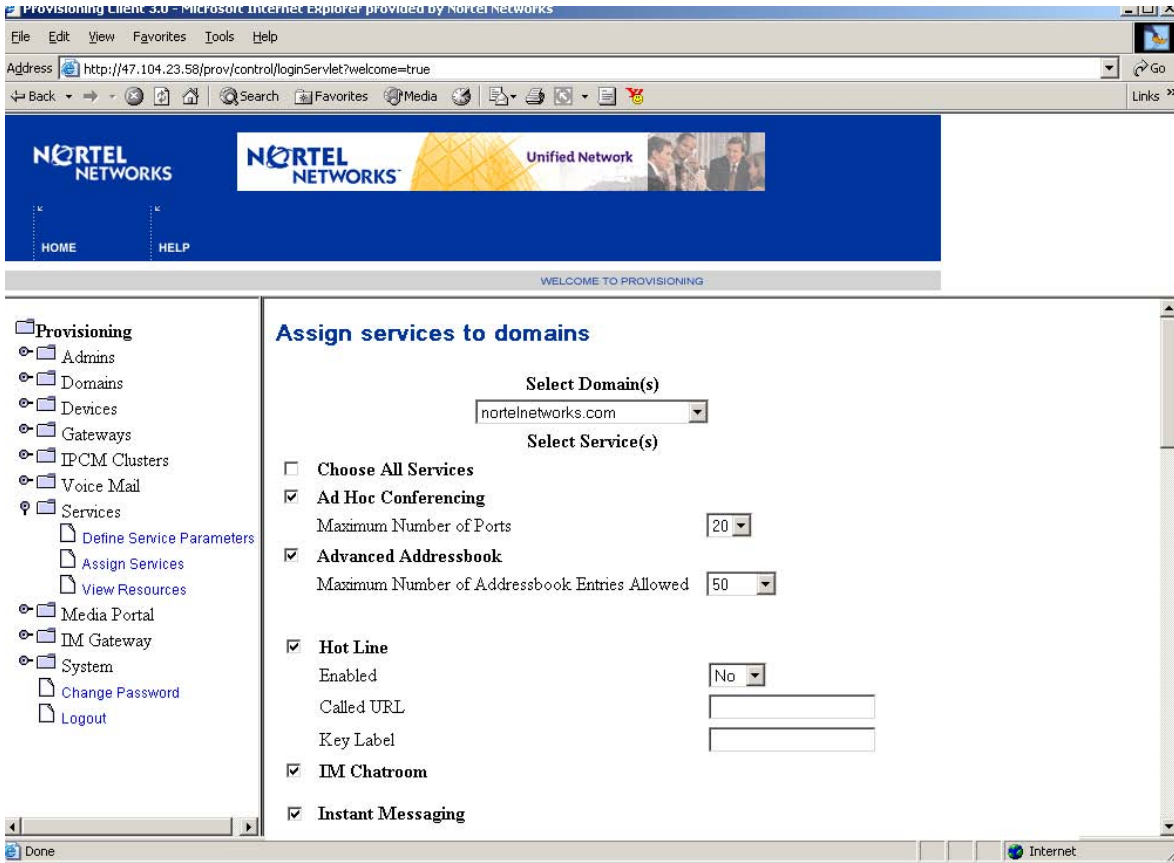 Provisioning Client 3.0 - Microsoft Internet Explorer provided by Nortel Networks
File Edit View Favorites Tools Help
Address http://47.104.23.58/prov/control/loginServlet?welcome=true Go
Back Search Favorites Media Links »
NORTEL NETWORKS
NORTEL NETWORKS Unified Network
HOME HELP
WELCOME TO PROVISIONING
Provisioning
Admins
Domains
Devices
Gateways
IPCM Clusters
Voice Mail
Services
Define Service Parameters
Assign Services
View Resources
Media Portal
IM Gateway
System
Change Password
Logout
Assign services to domains
Select Domain(s)
nortelnetworks.com
Select Service(s)
Choose All Services
Ad Hoc Conferencing
Maximum Number of Ports 20
Advanced Addressbook
Maximum Number of Addressbook Entries Allowed 50
Hot Line
Enabled No
Called URL
Key Label
IM Chatroom
Instant Messaging
Done Internet